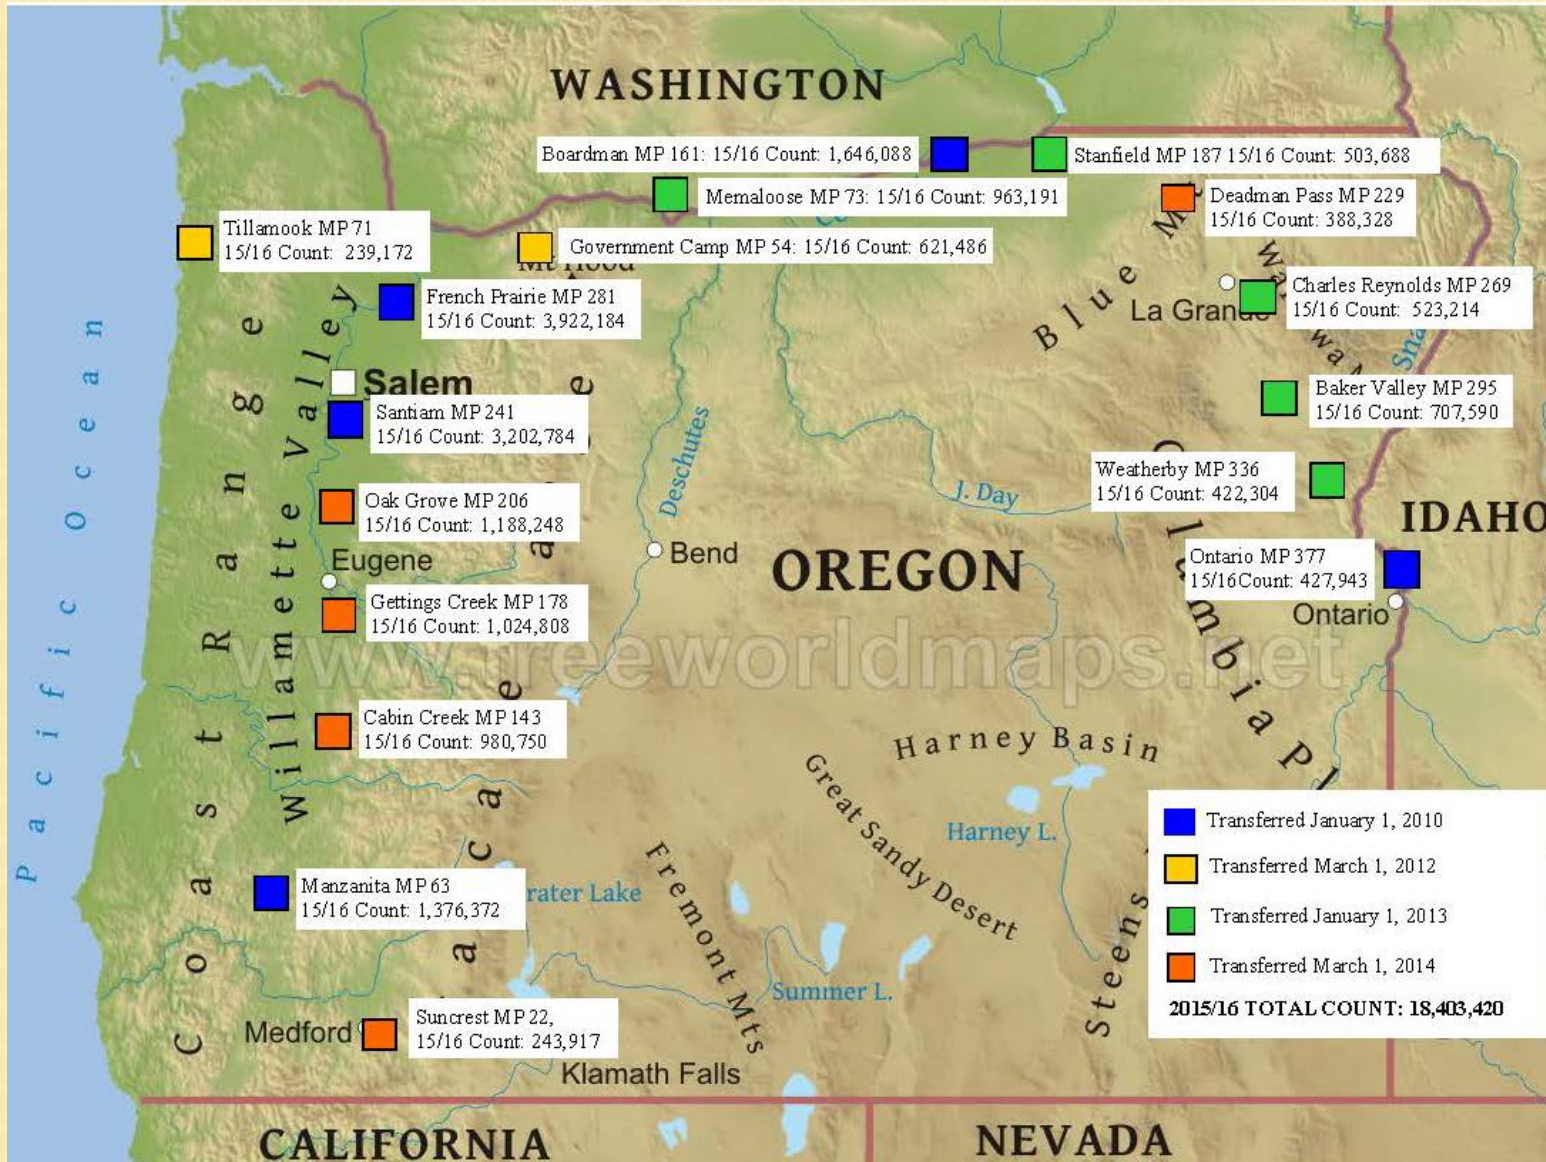 WASHINGTON
Boardman MP 161: 15/16 Count: 1,646,088
Stanfield MP 187 15/16 Count: 503,688
Memaloose MP 73: 15/16 Count: 963,191
Deadman Pass MP 229
15/16 Count: 388,328
Tillamook MP 71
15/16 Count: 239,172
Government Camp MP 54: 15/16 Count: 621,486
Mt Hood
French Prairie MP 281
15/16 Count: 3,922,184
Charles Reynolds MP 269
15/16 Count: 523,214
La Grande
Blue M
Wa
wa M
Sna
Salem
Santiam MP 241
15/16 Count: 3,202,784
Baker Valley MP 295
15/16 Count: 707,590
Deschutes
J. Day
Weatherby MP 336
15/16 Count: 422,304
IDAHO
Oak Grove MP 206
15/16 Count: 1,188,248
Eugene
Bend
OREGON
Ontario MP 377
15/16Count: 427,943
Ontario
Gettings Creek MP 178
15/16 Count: 1,024,808
www.freeworldmaps.net
Pacific Ocean
Coast Range
Willamette Valley
Cabin Creek MP 143
15/16 Count: 980,750
Harney Basin
Great Sandy Desert
Harney L.
lumbia Pl
Manzanita MP 63
15/16 Count: 1,376,372
rater Lake
Fremont Mts
Summer L.
Steens
Medford
Suncrest MP 22,
15/16 Count: 243,917
Klamath Falls
Transferred January 1, 2010
Transferred March 1, 2012
Transferred January 1, 2013
Transferred March 1, 2014
2015/16 TOTAL COUNT: 18,403,420
CALIFORNIA
NEVADA